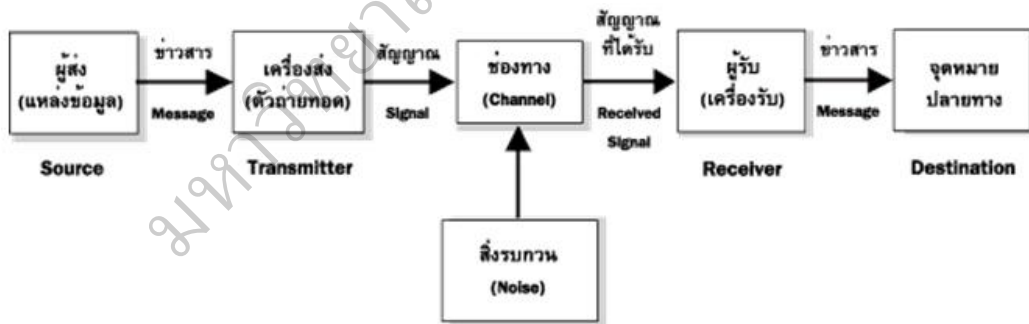 ผู้ส่ง
(แหล่งข้อมูล)
Source
ข่าวสาร
Message
เครื่องส่ง
(ตัวถ่ายทอด)
Transmitter
สัญญาณ
Signal
ช่องทาง
(Channel)
สัญญาณ
ที่ได้รับ
Received
Signal
ผู้รับ
(เครื่องรับ)
Receiver
ข่าวสาร
Message
จุดหมาย
ปลายทาง
Destination
สิ่งรบกวน
(Noise)